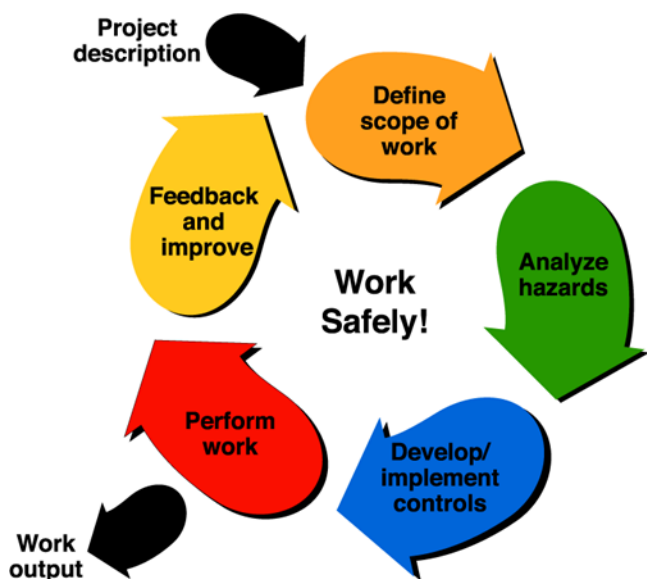 Project
description
Define
scope of
work
Analyze
hazards
Develop/
implement
controls
Perform
work
Work
output
Feedback
and
improve
Work
Safely!